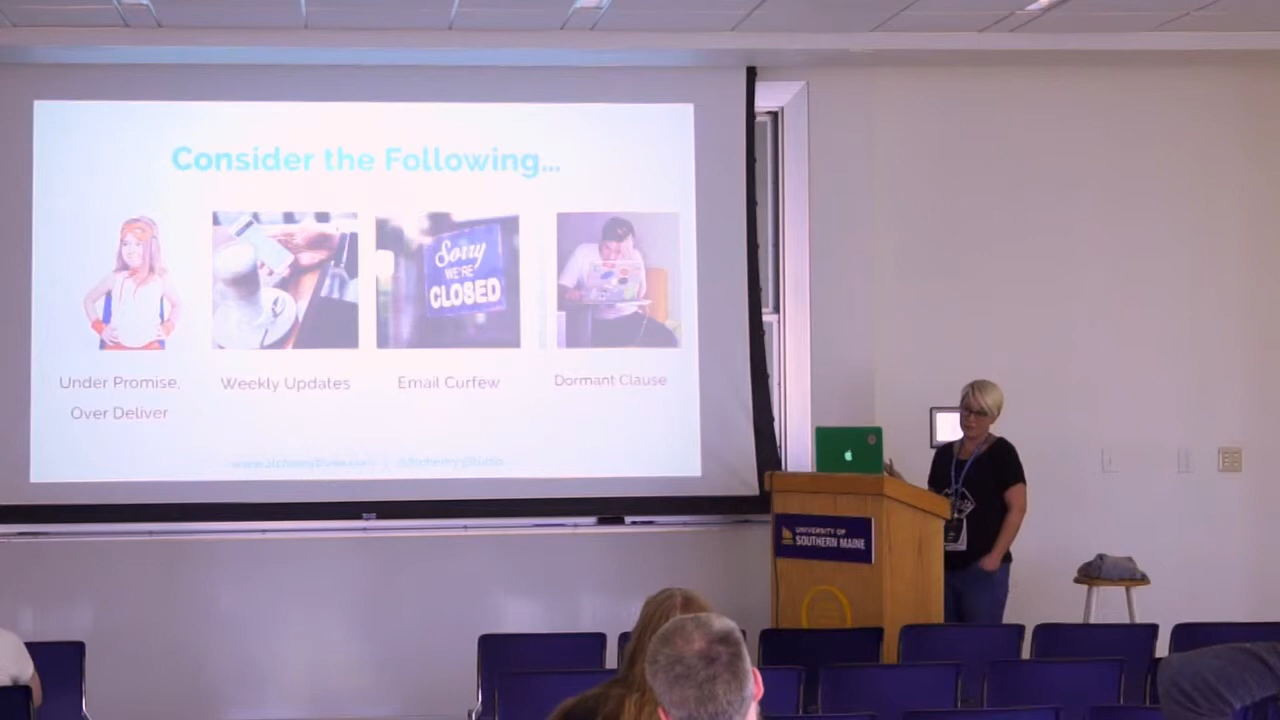 Consider the Following...
Sorry
WE'RE
CLOSED
Under Promise,
Over Deliver
Weekly Updates
Email Curfew
Dormant Clause
UNIVERSITY OF
SOUTHERN MAINE